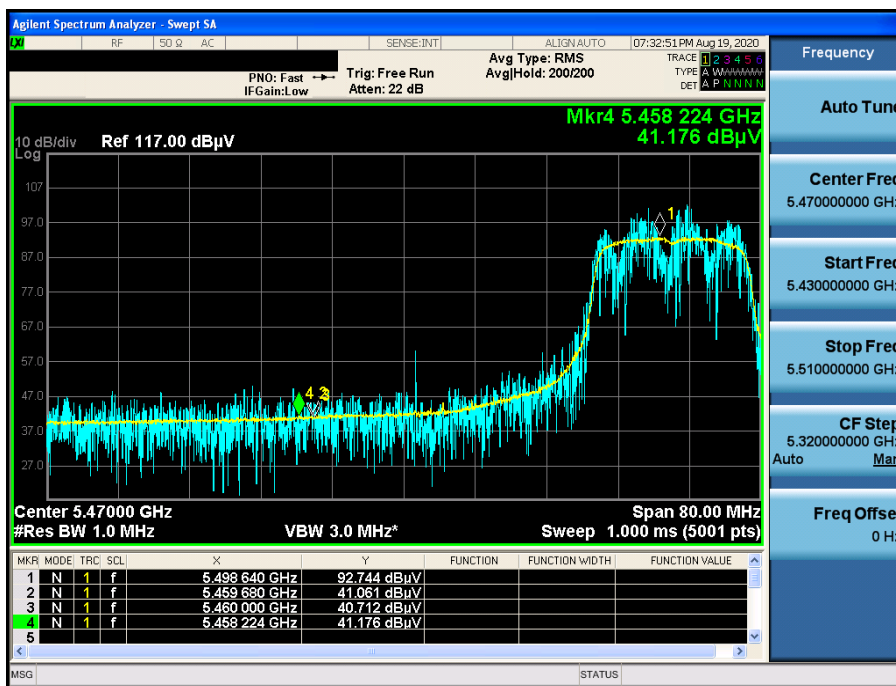 Agilent Spectrum Analyzer - Swept SA
LXI RF 50 Ω AC SENSE:INT ALIGN AUTO 07:32:51 PM Aug 19, 2020
Frequency
PNO: Fast
IFGain:Low
Trig: Free Run
Atten: 22 dB
Avg Type: RMS
Avg|Hold: 200/200
TRACE 1 2 3 4 5 6
TYPE A WWWWW
DET A P N N N N
Mkr4 5.458 224 GHz
41.176 dBµV
10 dB/div Ref 117.00 dBµV
Log
107
97.0
87.0
77.0
67.0
57.0
47.0
37.0
27.0
1
4 2 3
Center 5.47000 GHz Span 80.00 MHz
#Res BW 1.0 MHz VBW 3.0 MHz* Sweep 1.000 ms (5001 pts)
MKR MODE TRC SCL X Y FUNCTION FUNCTION WIDTH FUNCTION VALUE
1 N 1 f 5.498 640 GHz 92.744 dBµV
2 N 1 f 5.459 680 GHz 41.061 dBµV
3 N 1 f 5.460 000 GHz 40.712 dBµV
4 N 1 f 5.458 224 GHz 41.176 dBµV
5
MSG STATUS
Auto Tune
Center Freq
5.470000000 GHz
Start Freq
5.430000000 GHz
Stop Freq
5.510000000 GHz
CF Step
5.320000000 GHz
Auto Man
Freq Offset
0 Hz